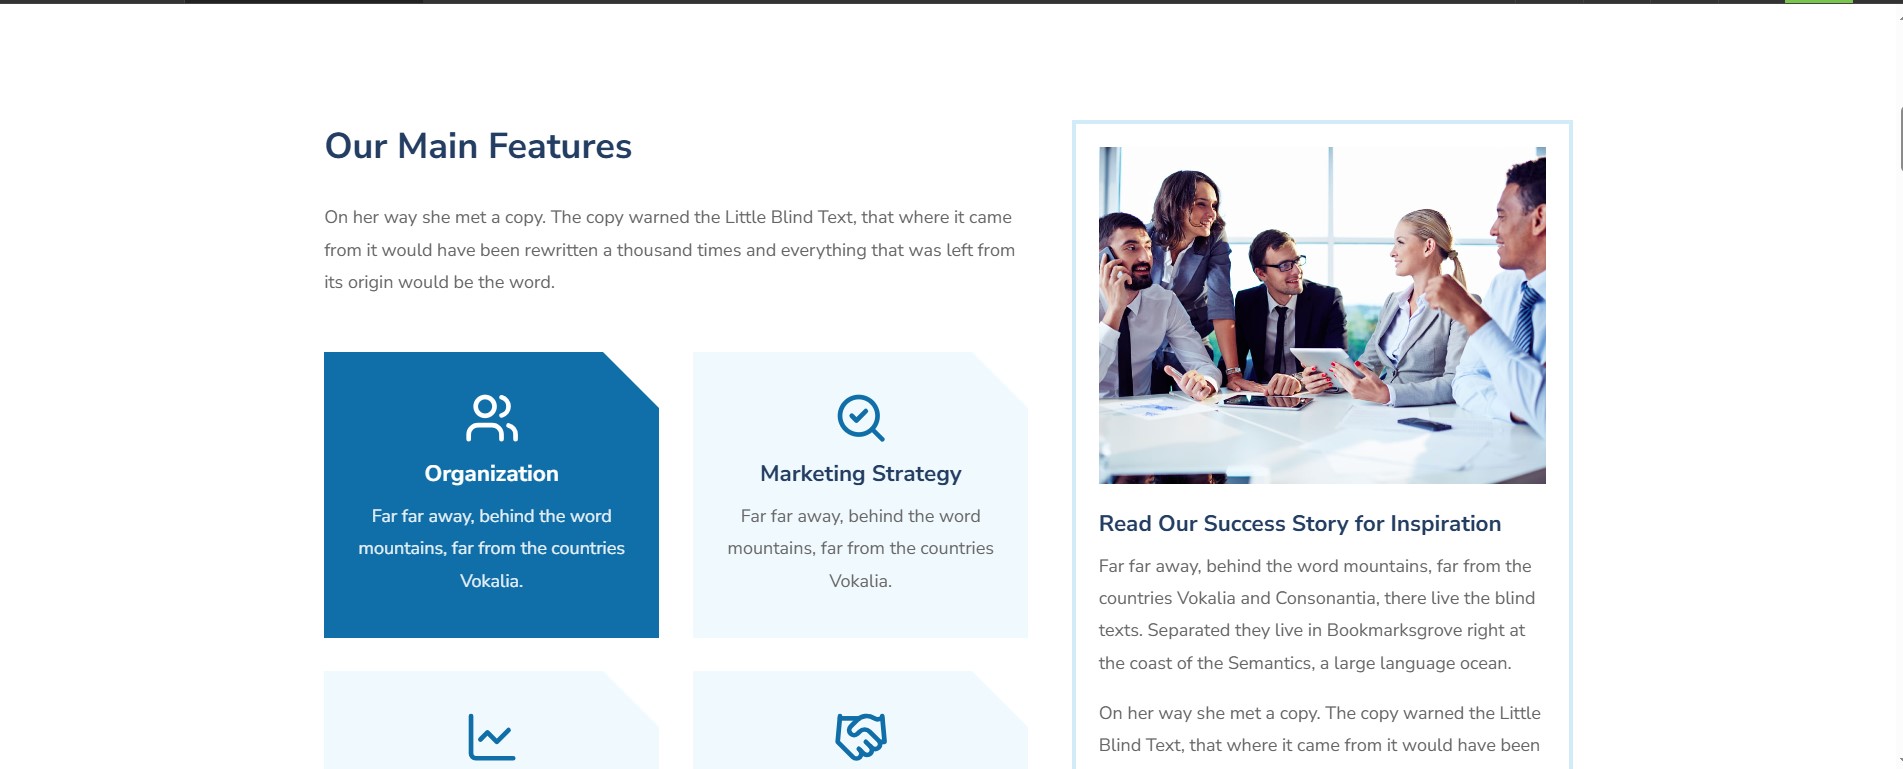 Our Main Features
On her way she met a copy. The copy warned the Little Blind Text, that where it came
from it would have been rewritten a thousand times and everything that was left from
its origin would be the word.
Organization
Far far away, behind the word
mountains, far from the countries
Vokalia.
Marketing Strategy
Far far away, behind the word
mountains, far from the countries
Vokalia.
Read Our Success Story for Inspiration
Far far away, behind the word mountains, far from the
countries Vokalia and Consonantia, there live the blind
texts. Separated they live in Bookmarksgrove right at
the coast of the Semantics, a large language ocean.
On her way she met a copy. The copy warned the Little
Blind Text, that where it came from it would have been